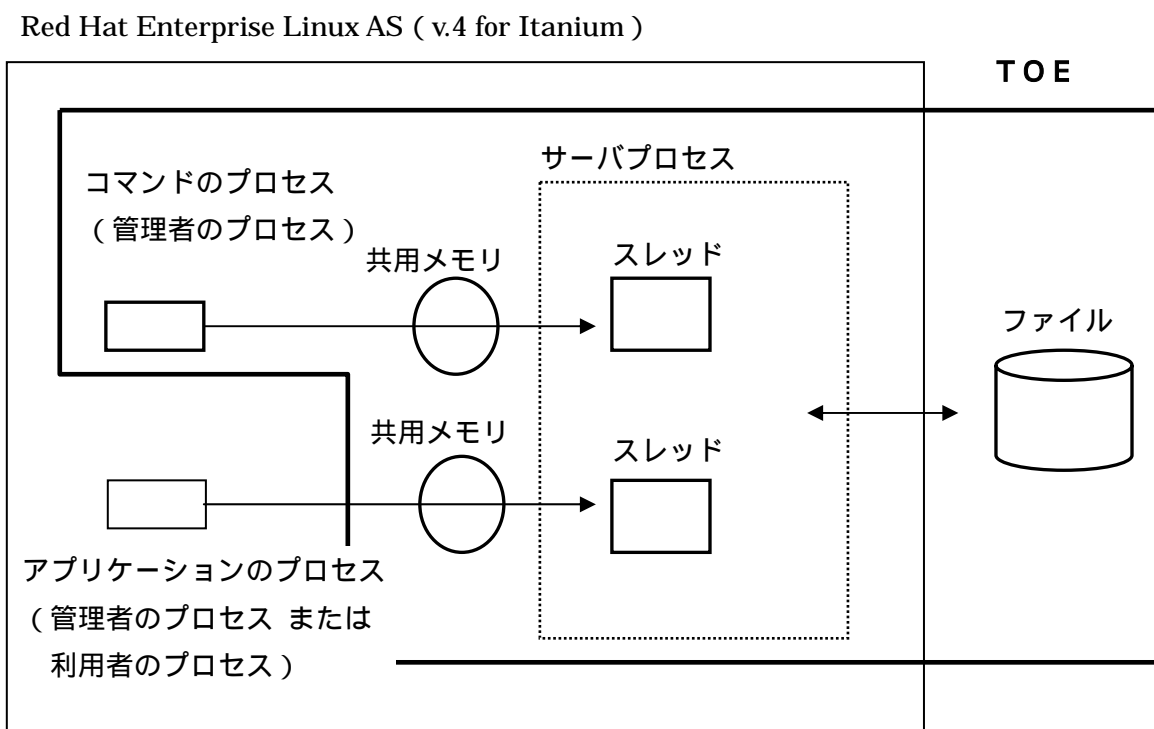 Red Hat Enterprise Linux AS ( v.4 for Itanium )
ＴＯＥ
サーバプロセス
コマンドのプロセス
( 管理者のプロセス )
共用メモリ
スレッド
ファイル
共用メモリ
スレッド
アプリケーションのプロセス
( 管理者のプロセス または
利用者のプロセス )